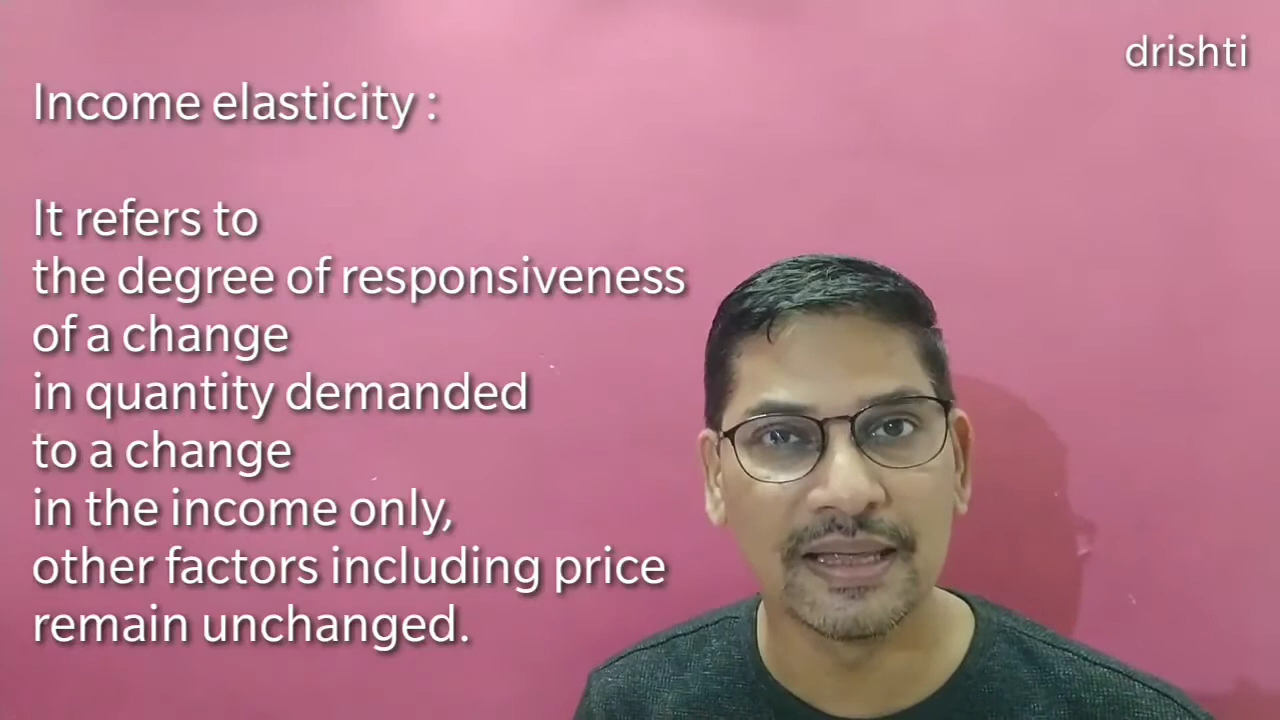 drishti
Income elasticity :
It refers to
the degree of responsiveness
of a change
in quantity demanded
to a change
in the income only,
other factors including price
remain unchanged.